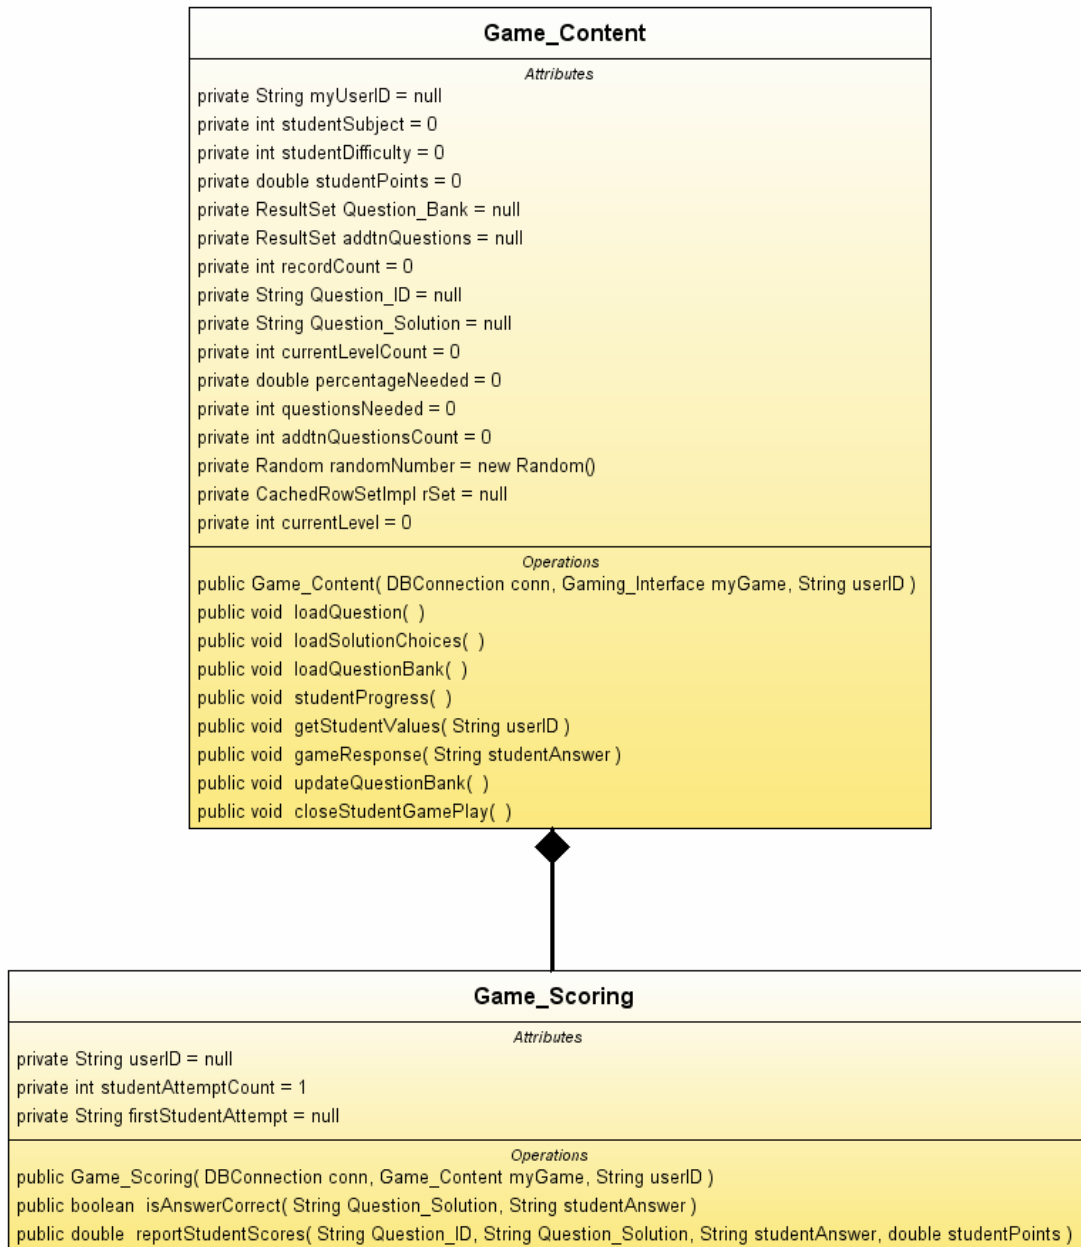 Game_Content
Attributes
private String myUserID = null
private int studentSubject = 0
private int studentDifficulty = 0
private double studentPoints = 0
private ResultSet Question_Bank = null
private ResultSet addtnQuestions = null
private int recordCount = 0
private String Question_ID = null
private String Question_Solution = null
private int currentLevelCount = 0
private double percentageNeeded = 0
private int questionsNeeded = 0
private int addtnQuestionsCount = 0
private Random randomNumber = new Random()
private CachedRowSetImpl rSet = null
private int currentLevel = 0
Operations
public Game_Content( DBConnection conn, Gaming_Interface myGame, String userID )
public void loadQuestion( )
public void loadSolutionChoices( )
public void loadQuestionBank( )
public void studentProgress( )
public void getStudentValues( String userID )
public void gameResponse( String studentAnswer )
public void updateQuestionBank( )
public void closeStudentGamePlay( )
Game_Scoring
Attributes
private String userID = null
private int studentAttemptCount = 1
private String firstStudentAttempt = null
Operations
public Game_Scoring( DBConnection conn, Game_Content myGame, String userID )
public boolean isAnswerCorrect( String Question_Solution, String studentAnswer )
public double reportStudentScores( String Question_ID, String Question_Solution, String studentAnswer, double studentPoints )